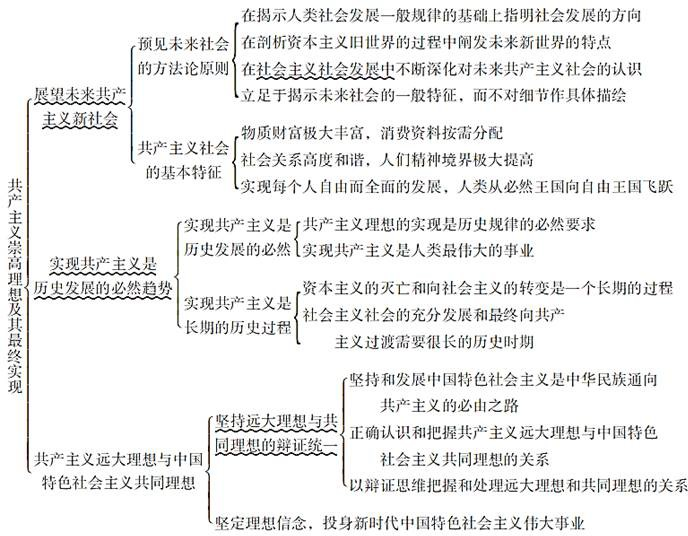 共产主义崇高理想及其最终实现
展望未来共产
主义新社会
预见未来社会
的方法论原则
在揭示人类社会发展一般规律的基础上指明社会发展的方向
在剖析资本主义旧世界的过程中阐发未来新世界的特点
在社会主义社会发展中不断深化对未来共产主义社会的认识
立足于揭示未来社会的一般特征，而不对细节作具体描绘
共产主义社会
的基本特征
物质财富极大丰富，消费资料按需分配
社会关系高度和谐，人们精神境界极大提高
实现每个人自由而全面的发展，人类从必然王国向自由王国飞跃
实现共产主义是
历史发展的必然趋势
实现共产主义是
历史发展的必然
共产主义理想的实现是历史规律的必然要求
实现共产主义是人类最伟大的事业
实现共产主义是
长期的历史过程
资本主义的灭亡和向社会主义的转变是一个长期的过程
社会主义社会的充分发展和最终向共产
主义过渡需要很长的历史时期
共产主义远大理想与中国
特色社会主义共同理想
坚持远大理想与共
同理想的辩证统一
坚持和发展中国特色社会主义是中华民族通向
共产主义的必由之路
正确认识和把握共产主义远大理想与中国特色
社会主义共同理想的关系
以辩证思维把握和处理远大理想和共同理想的关系
坚定理想信念，投身新时代中国特色社会主义伟大事业